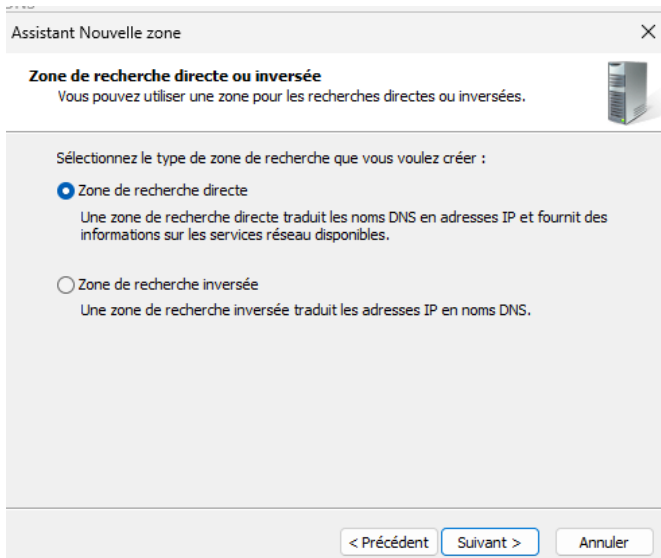 Assistant Nouvelle zone
Zone de recherche directe ou inversée
Vous pouvez utiliser une zone pour les recherches directes ou inversées.
Sélectionnez le type de zone de recherche que vous voulez créer :
Zone de recherche directe
Une zone de recherche directe traduit les noms DNS en adresses IP et fournit des
informations sur les services réseau disponibles.
Zone de recherche inversée
Une zone de recherche inversée traduit les adresses IP en noms DNS.
< Précédent
Suivant >
Annuler